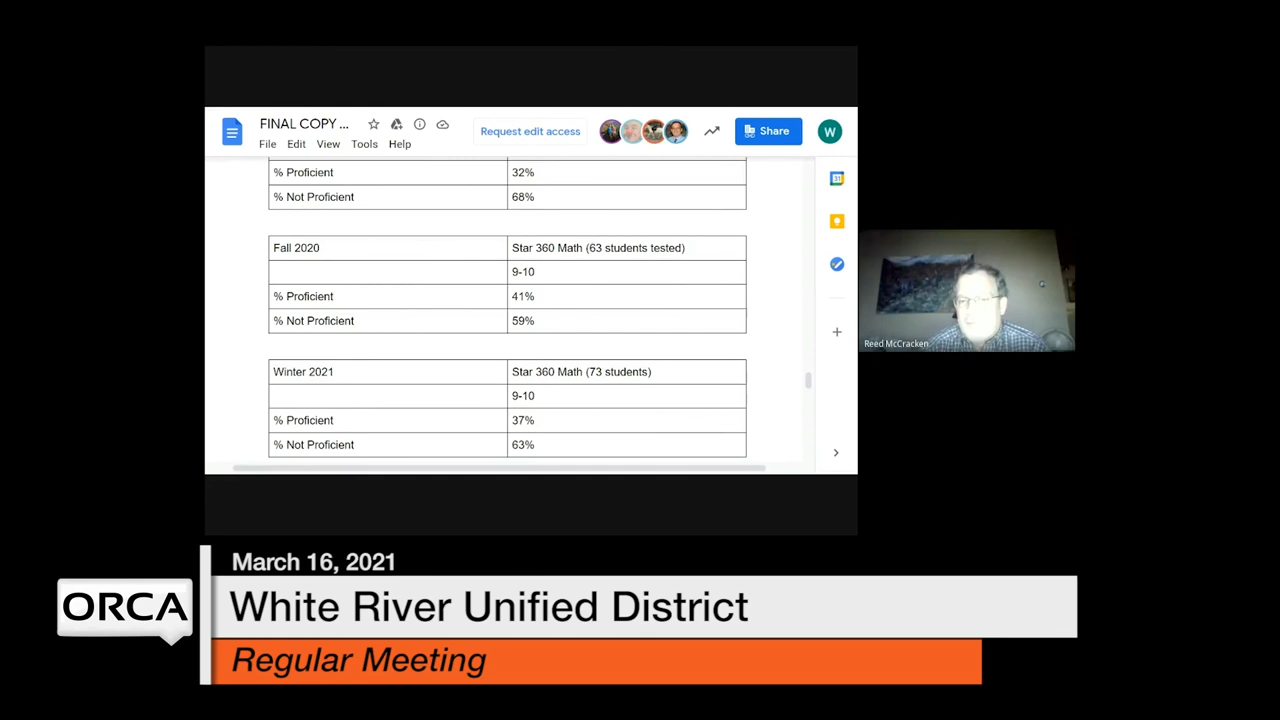 FINAL COPY ...
Request edit access
Share
W
File Edit View Tools Help
% Proficient 32%
% Not Proficient 68%
31
Fall 2020 Star 360 Math (63 students tested)
9-10
% Proficient 41%
% Not Proficient 59%
Winter 2021 Star 360 Math (73 students)
9-10
% Proficient 37%
% Not Proficient 63%
Reed McCracken
March 16, 2021
ORCA
White River Unified District
Regular Meeting